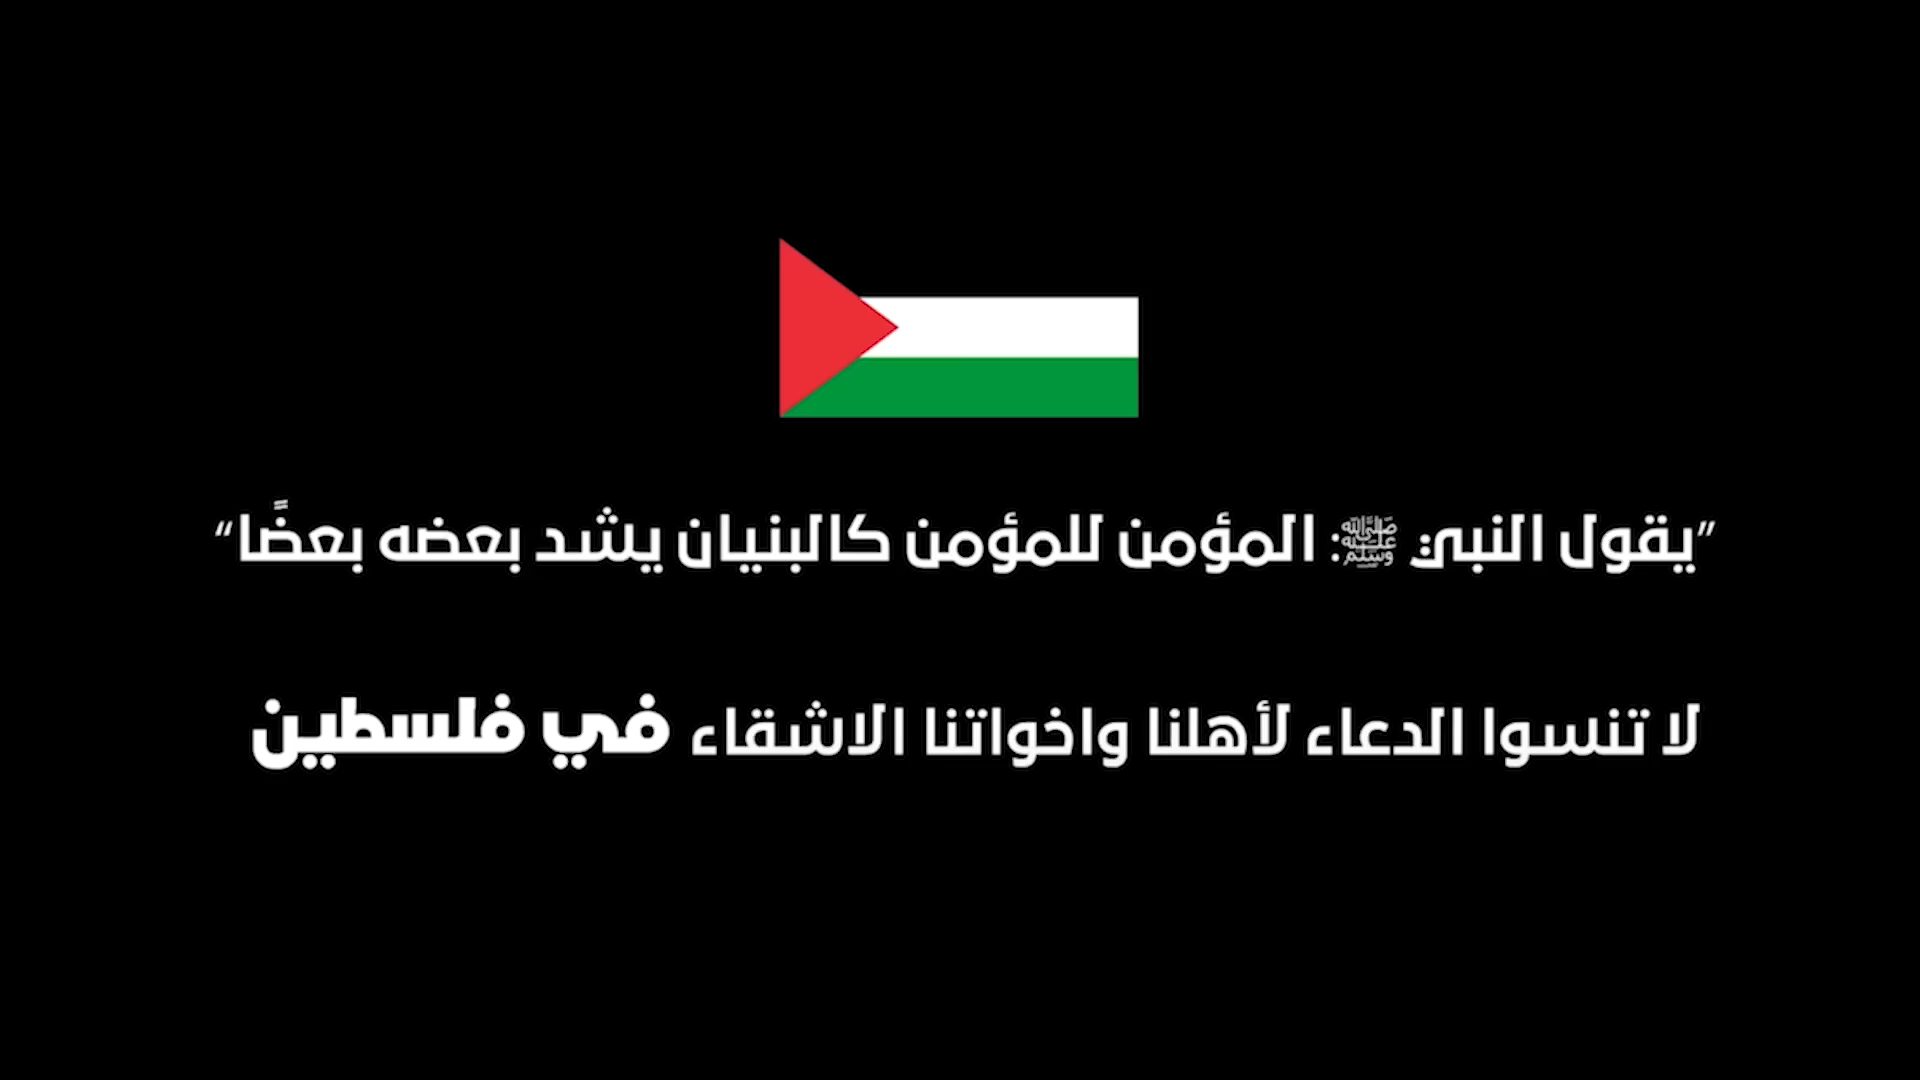 ”يقول النبي ﷺ: المؤمن للمؤمن كالبنيان يشد بعضه بعضًا“
لا تنسوا الدعاء لأهلنا واخواتنا الاشقاء في فلسطين